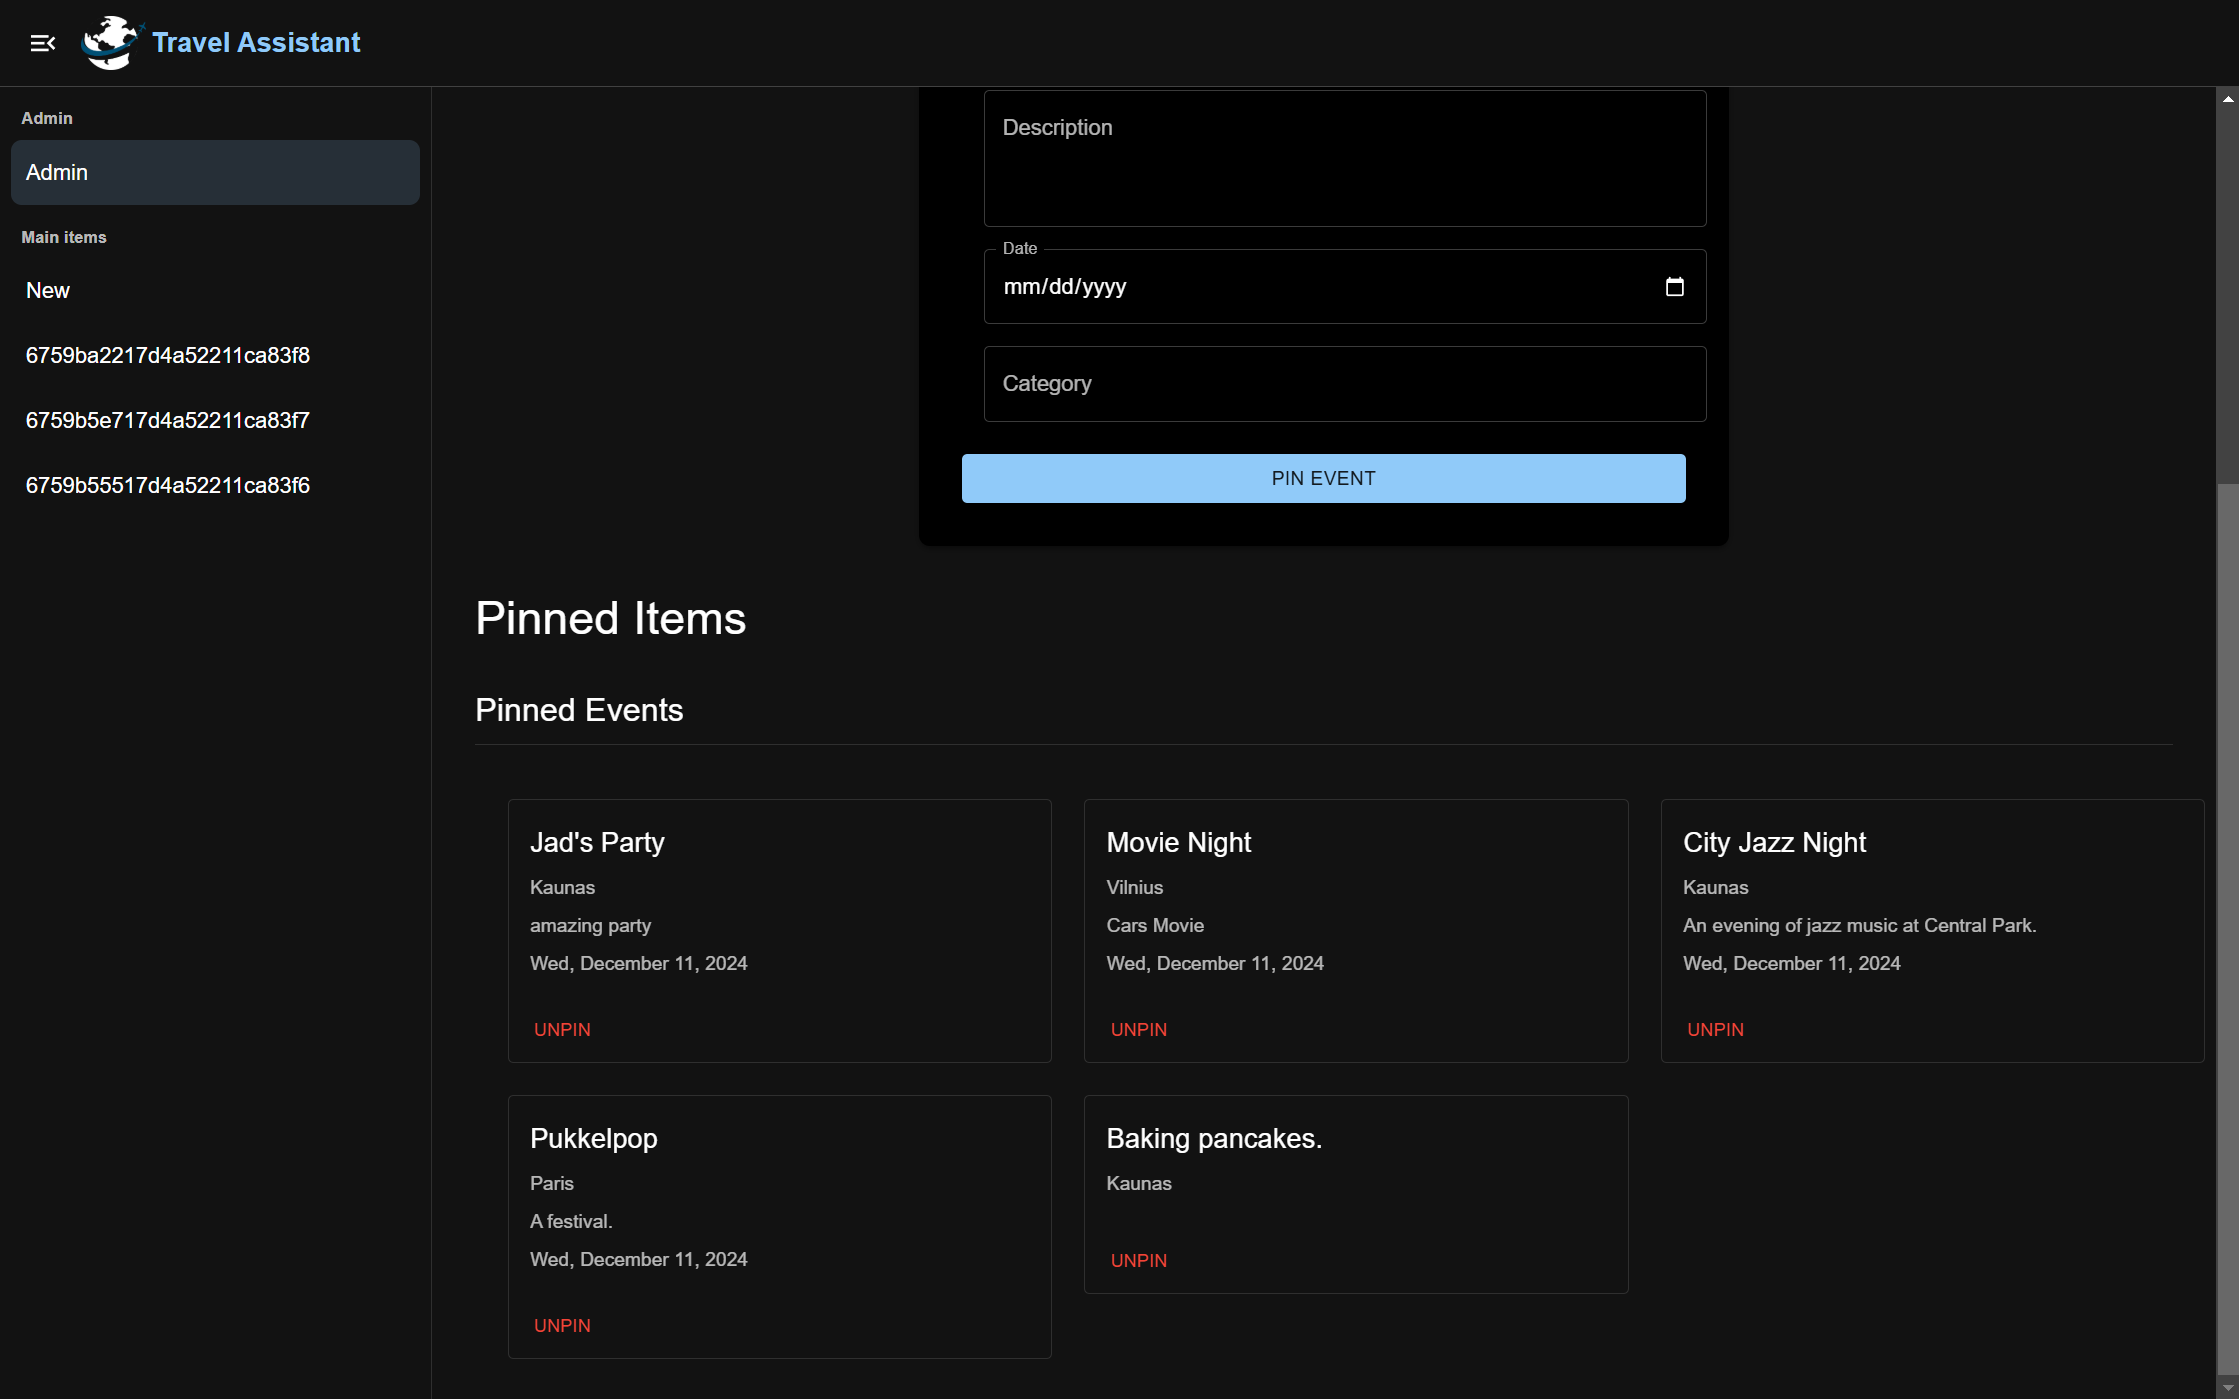 Travel Assistant
Admin
Admin
Main items
New
6759ba2217d4a52211ca83f8
6759b5e717d4a52211ca83f7
6759b55517d4a52211ca83f6
Description
Date
mm/dd/yyyy
Category
PIN EVENT
Pinned Items
Pinned Events
Jad's Party
Kaunas
amazing party
Wed, December 11, 2024
UNPIN
Movie Night
Vilnius
Cars Movie
Wed, December 11, 2024
UNPIN
City Jazz Night
Kaunas
An evening of jazz music at Central Park.
Wed, December 11, 2024
UNPIN
Pukkelpop
Paris
A festival.
Wed, December 11, 2024
UNPIN
Baking pancakes.
Kaunas
UNPIN